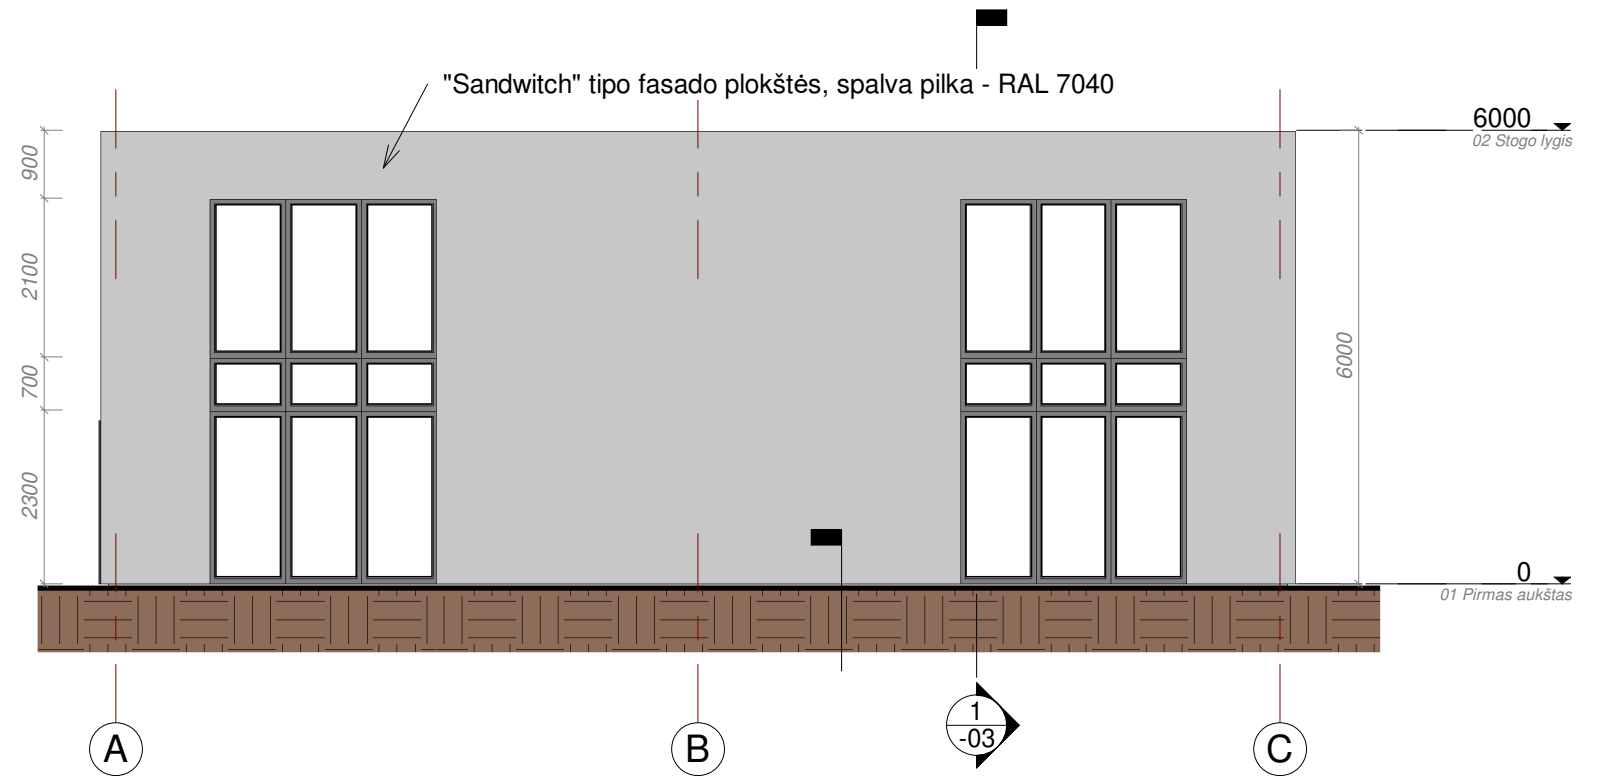 "Sandwitch" tipo fasado plokštės, spalva pilka - RAL 7040
6000
02 Stogo lygis
900
2100
700
2300
6000
0
01 Pirmas aukštas
1
-03
A
B
C